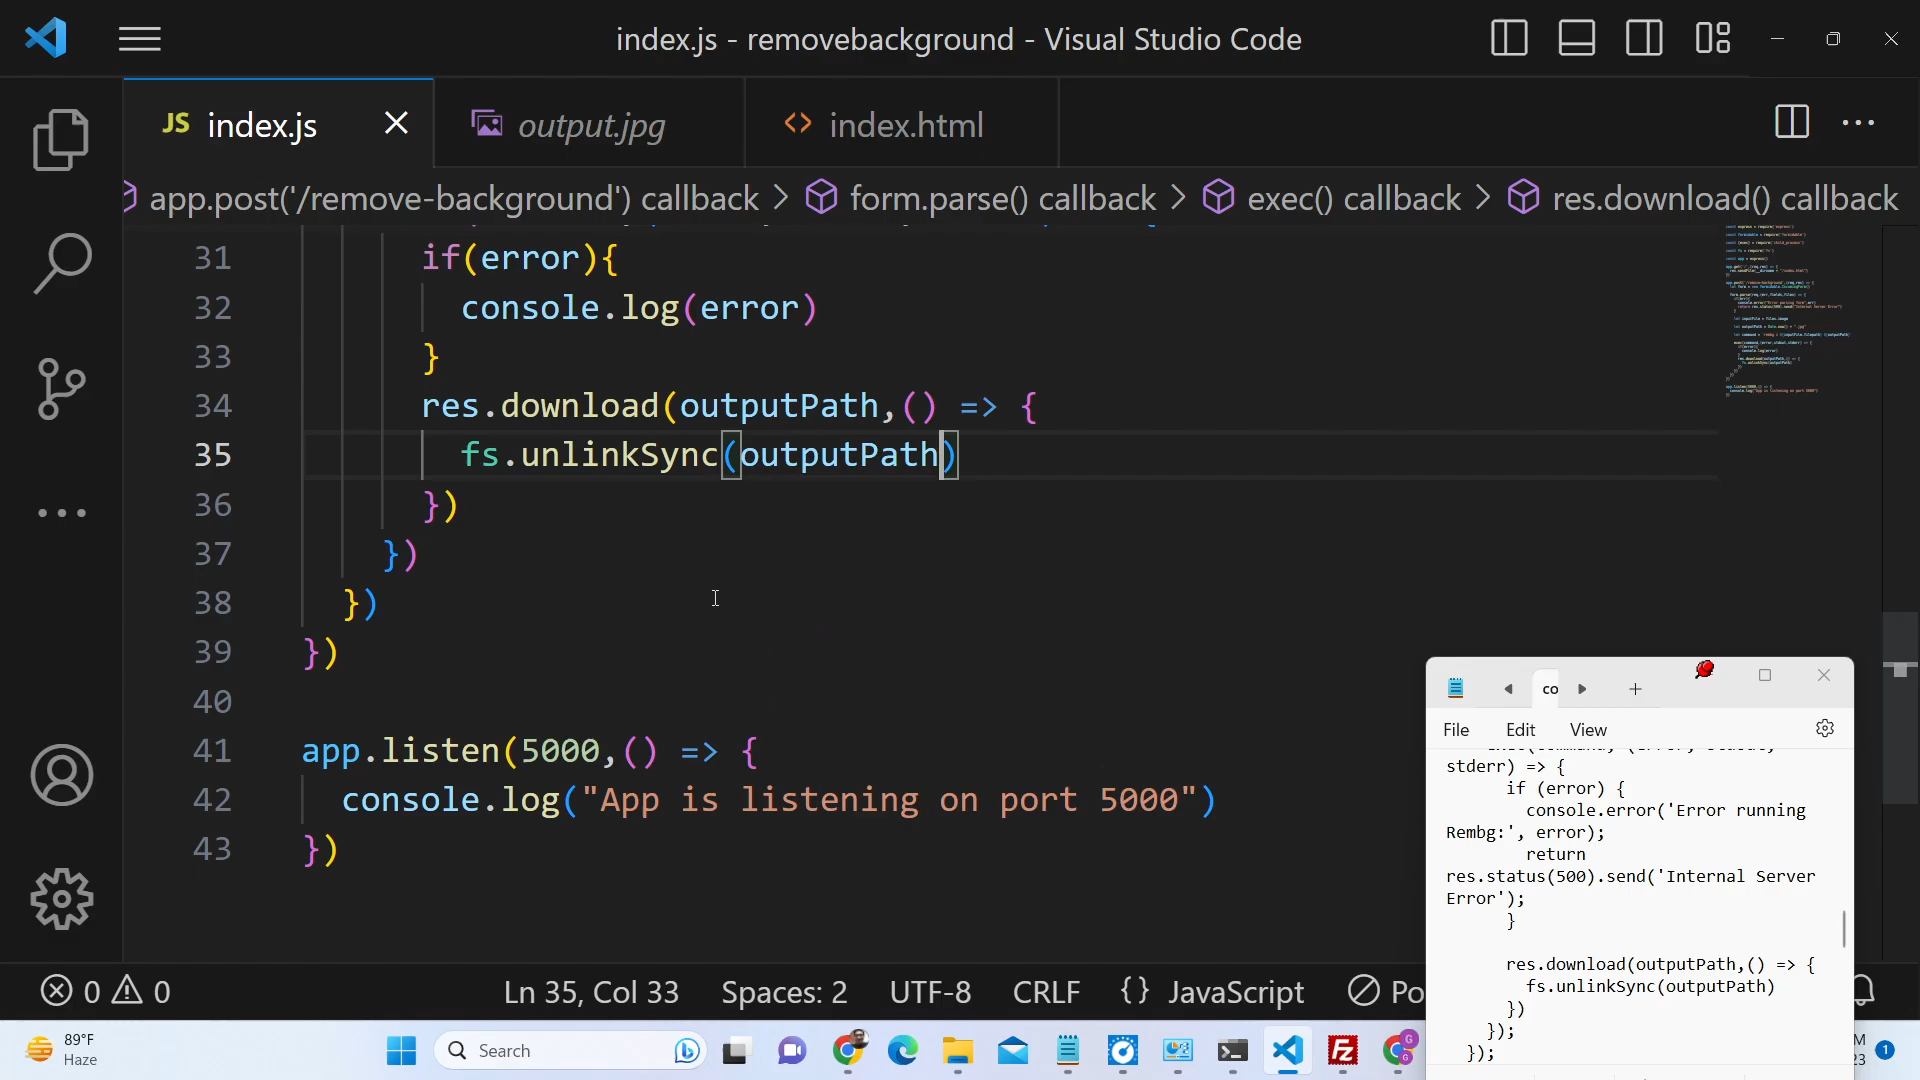 index.js - removebackground - Visual Studio Code
JS index.js
output.jpg
index.html
app.post('/remove-background') callback > form.parse() callback > exec() callback > res.download() callback
31 if(error){
32 console.log(error)
33 }
34 res.download(outputPath,() => {
35 fs.unlinkSync(outputPath)
36 })
37 })
38 })
39 })
40
41 app.listen(5000,() => {
42 console.log("App is listening on port 5000")
43 })
co
File Edit View
stderr) => {
if (error) {
console.error('Error running
Rembg:', error);
return
res.status(500).send('Internal Server
Error');
}
res.download(outputPath,() => {
fs.unlinkSync(outputPath)
})
});
});
0 0
Ln 35, Col 33 Spaces: 2 UTF-8 CRLF {} JavaScript Po
89°F
Haze
Search
M
23
1